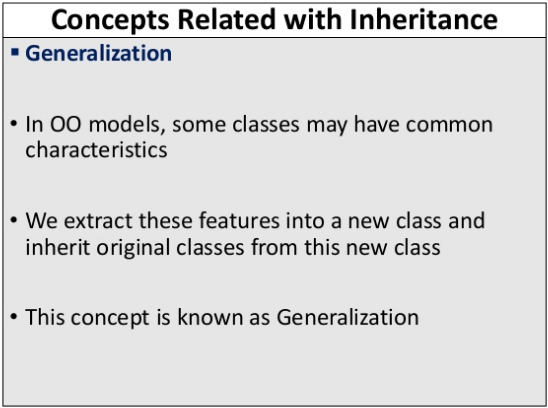 Concepts Related with Inheritance
▪ Generalization
• In OO models, some classes may have common
characteristics
• We extract these features into a new class and
inherit original classes from this new class
• This concept is known as Generalization